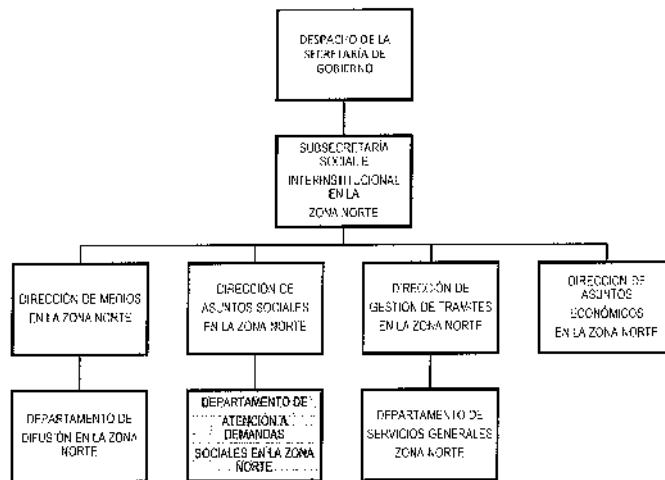 DESPACHO DE LA
SECRETARÍA DE
GOBIERNO
SUBSECRETARÍA
SOCIAL E
INTERINSTITUCIONAL
EN LA
ZONA NORTE
DIRECCIÓN DE MEDIOS
EN LA ZONA NORTE
DIRECCIÓN DE
ASUNTOS SOCIALES
EN LA ZONA NORTE
DIRECCIÓN DE
GESTIÓN DE TRAMITES
EN LA ZONA NORTE
DIRECCIÓN DE
ASUNTOS
ECONÓMICOS
EN LA ZONA NORTE
DEPARTAMENTO DE
DIFUSIÓN EN LA ZONA
NORTE
DEPARTAMENTO DE
ATENCIÓN A
DEMANDAS
SOCIALES EN LA ZONA
NORTE
DEPARTAMENTO DE
SERVICIOS GENERALES
ZONA NORTE